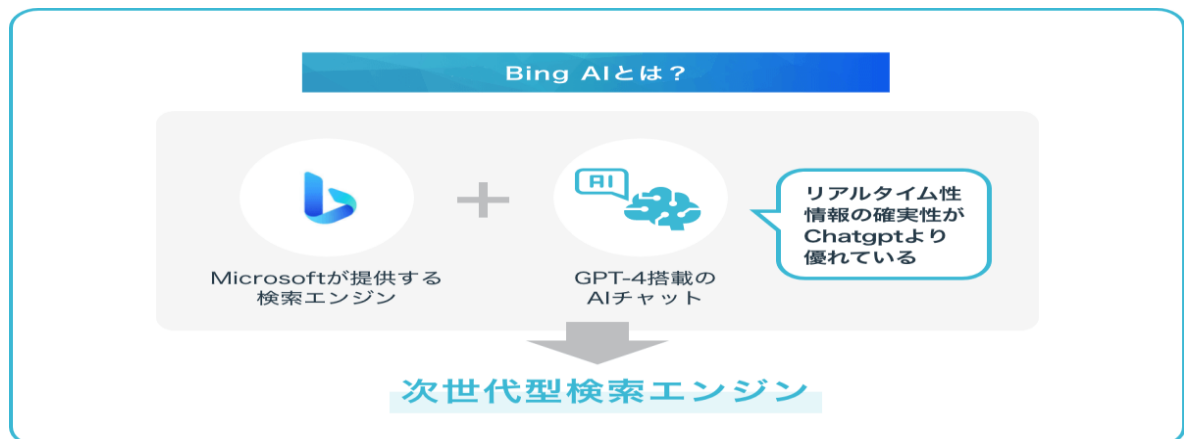 Bing AIとは？
AI
リアルタイム性
情報の確実性が
Chatgptより
優れている
Microsoftが提供する
検索エンジン
GPT-4搭載の
AIチャット
次世代型検索エンジン